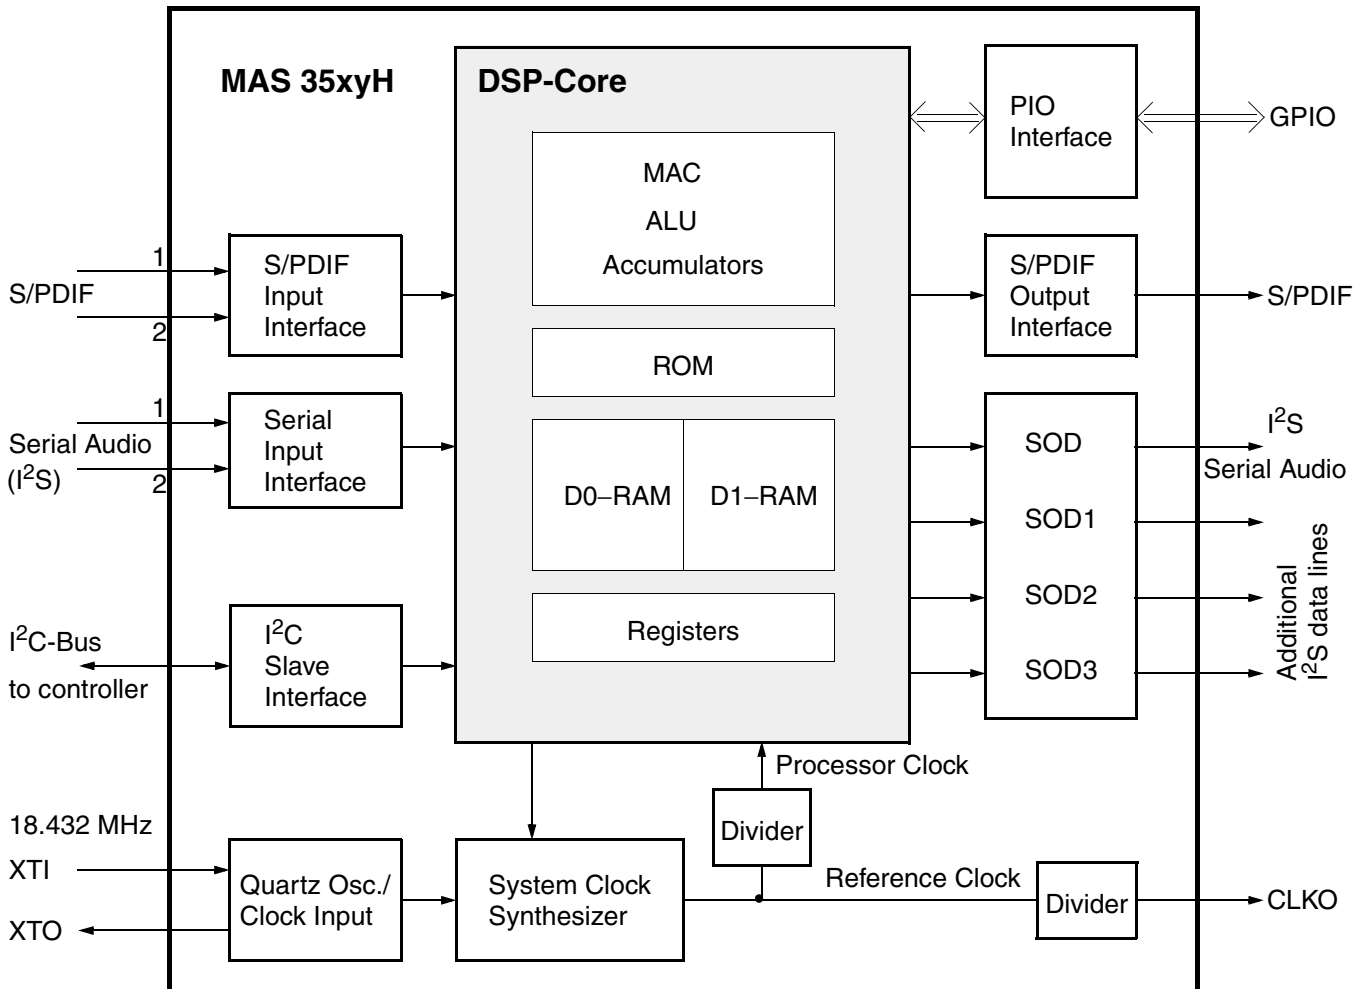 MAS 35xyH
DSP-Core
MAC
ALU
Accumulators
ROM
D0–RAM
D1–RAM
Registers
PIO
Interface
GPIO
S/PDIF
1
2
S/PDIF
Input
Interface
S/PDIF
Output
Interface
S/PDIF
Serial Audio
(I²S)
1
2
Serial
Input
Interface
SOD
SOD1
SOD2
SOD3
I²S
Serial Audio
Additional
I²S data lines
I²C-Bus
to controller
I²C
Slave
Interface
Processor Clock
Divider
18.432 MHz
XTI
XTO
Quartz Osc./
Clock Input
System Clock
Synthesizer
Reference Clock
Divider
CLKO